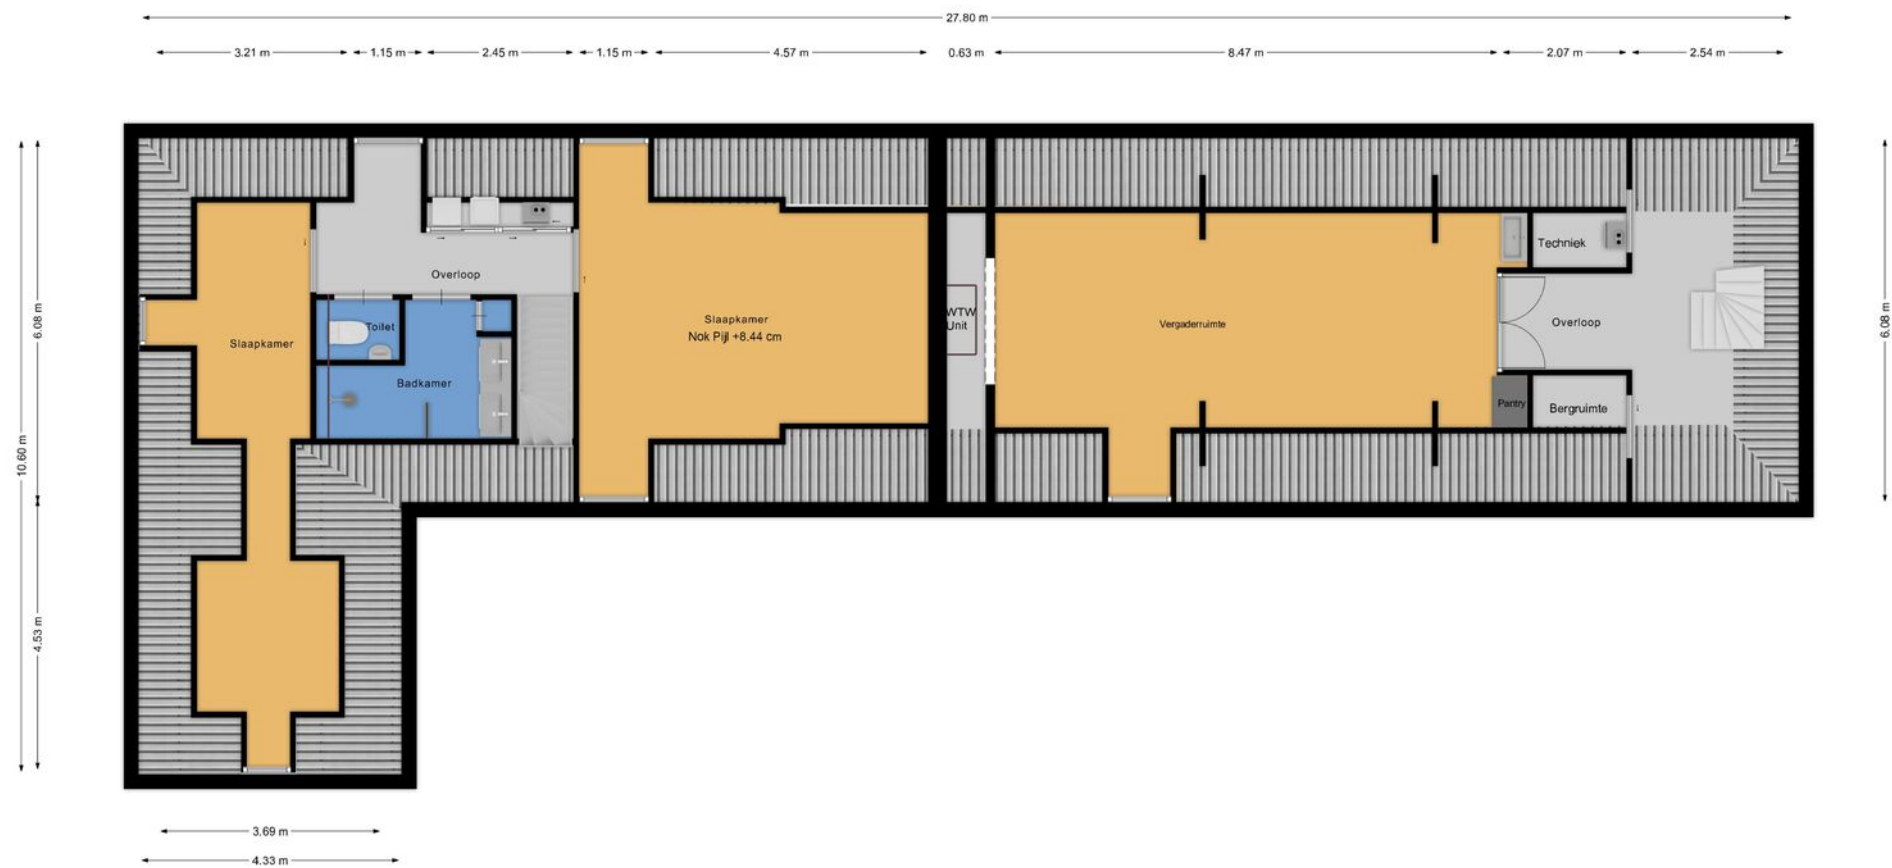 27.80 m
3.21 m
1.15 m
2.45 m
1.15 m
4.57 m
0.63 m
8.47 m
2.07 m
2.54 m
10.60 m
6.08 m
4.53 m
6.08 m
Techniek
Overloop
Toilet
Slaapkamer
Badkamer
Slaapkamer
Nok Pijl +8.44 cm
WTW
Unit
Vergaderruimte
Overloop
Pantry
Bergruimte
3.69 m
4.33 m